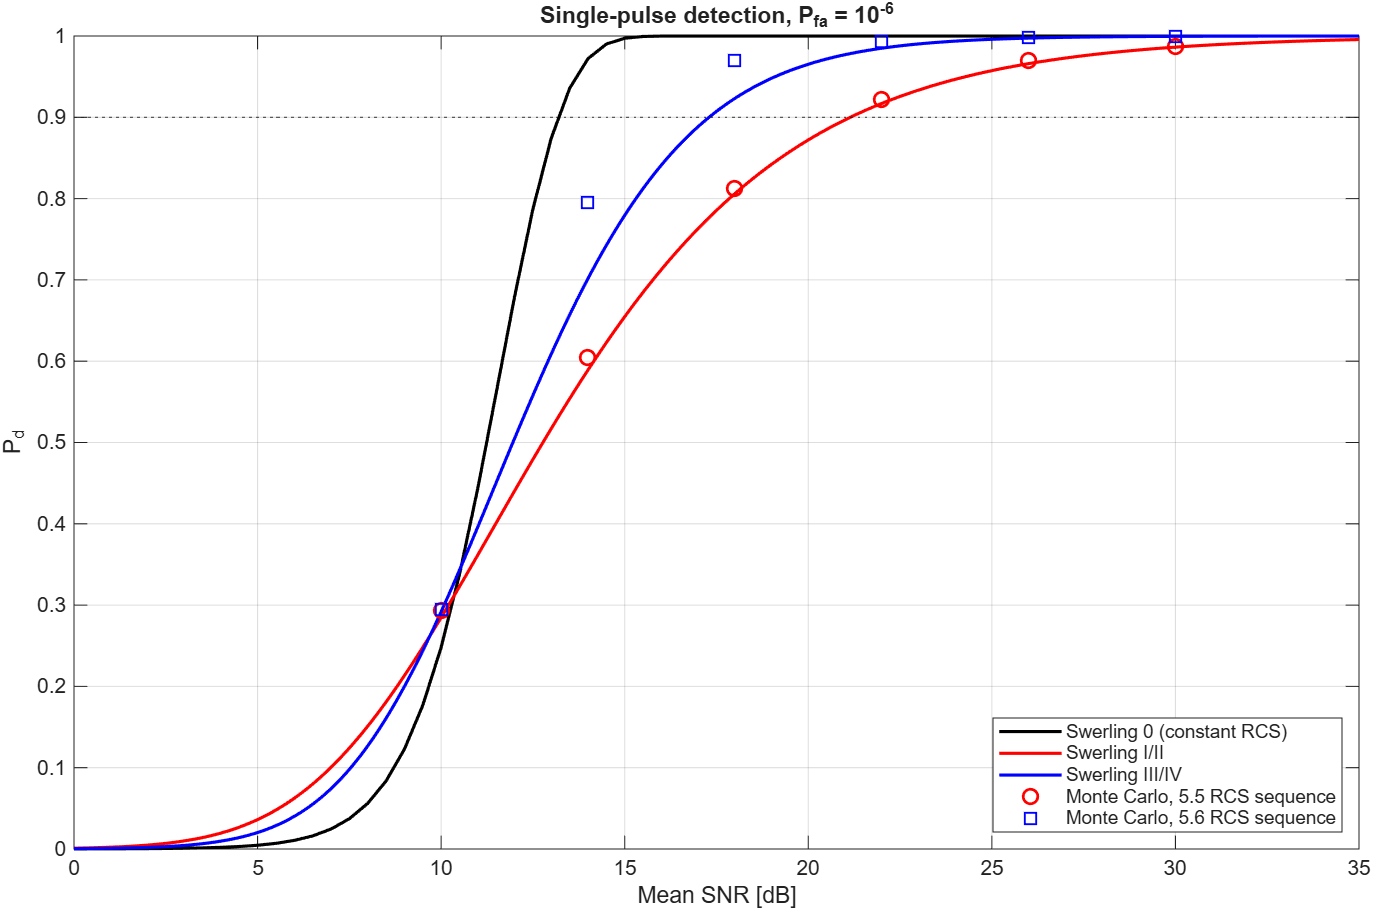 Single-pulse detection, P_fa = 10^-6
1
0.9
0.8
0.7
0.6
0.5
0.4
0.3
0.2
0.1
0
P_d
0 5 10 15 20 25 30 35
Mean SNR [dB]
Swerling 0 (constant RCS)
Swerling I/II
Swerling III/IV
Monte Carlo, 5.5 RCS sequence
Monte Carlo, 5.6 RCS sequence